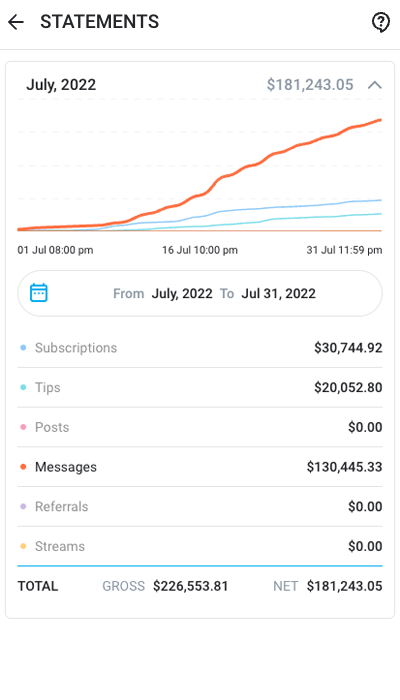 STATEMENTS
July, 2022 $181,243.05
01 Jul 08:00 pm 16 Jul 10:00 pm 31 Jul 11:59 pm
From July, 2022 To Jul 31, 2022
Subscriptions $30,744.92
Tips $20,052.80
Posts $0.00
Messages $130,445.33
Referrals $0.00
Streams $0.00
TOTAL GROSS $226,553.81 NET $181,243.05